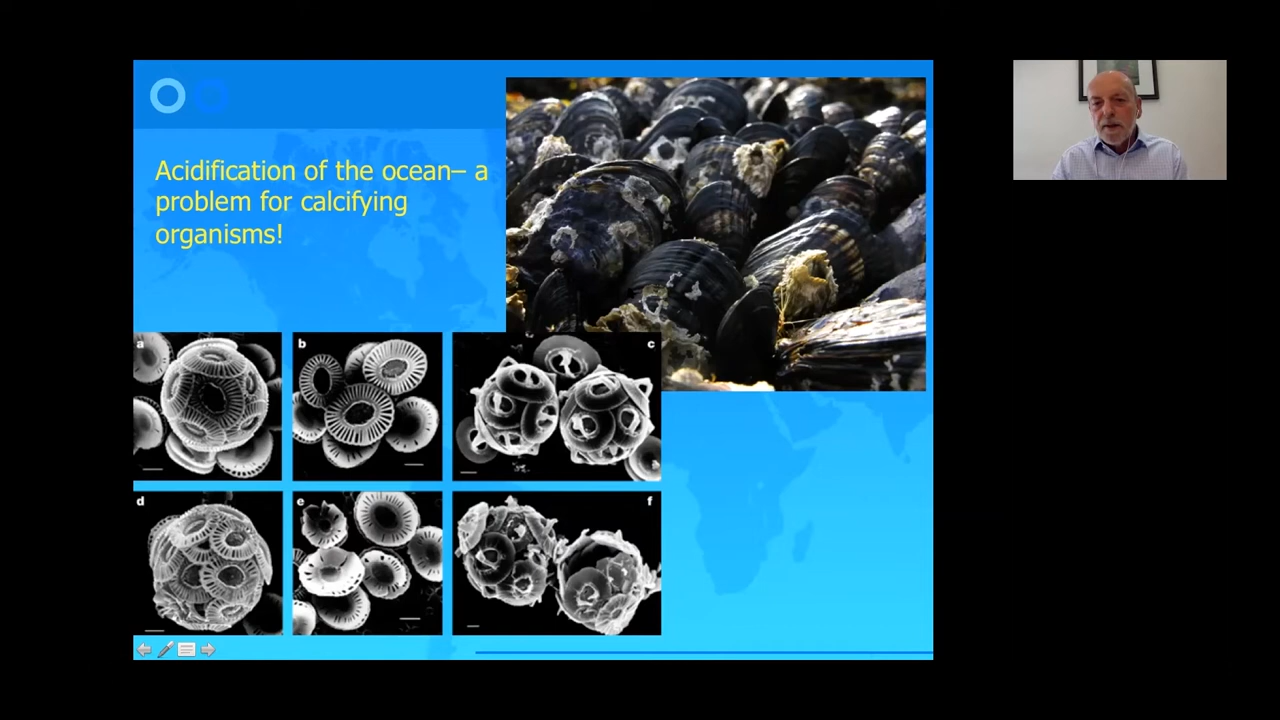 Acidification of the ocean– a
problem for calcifying
organisms!
a
b
c
d
e
f